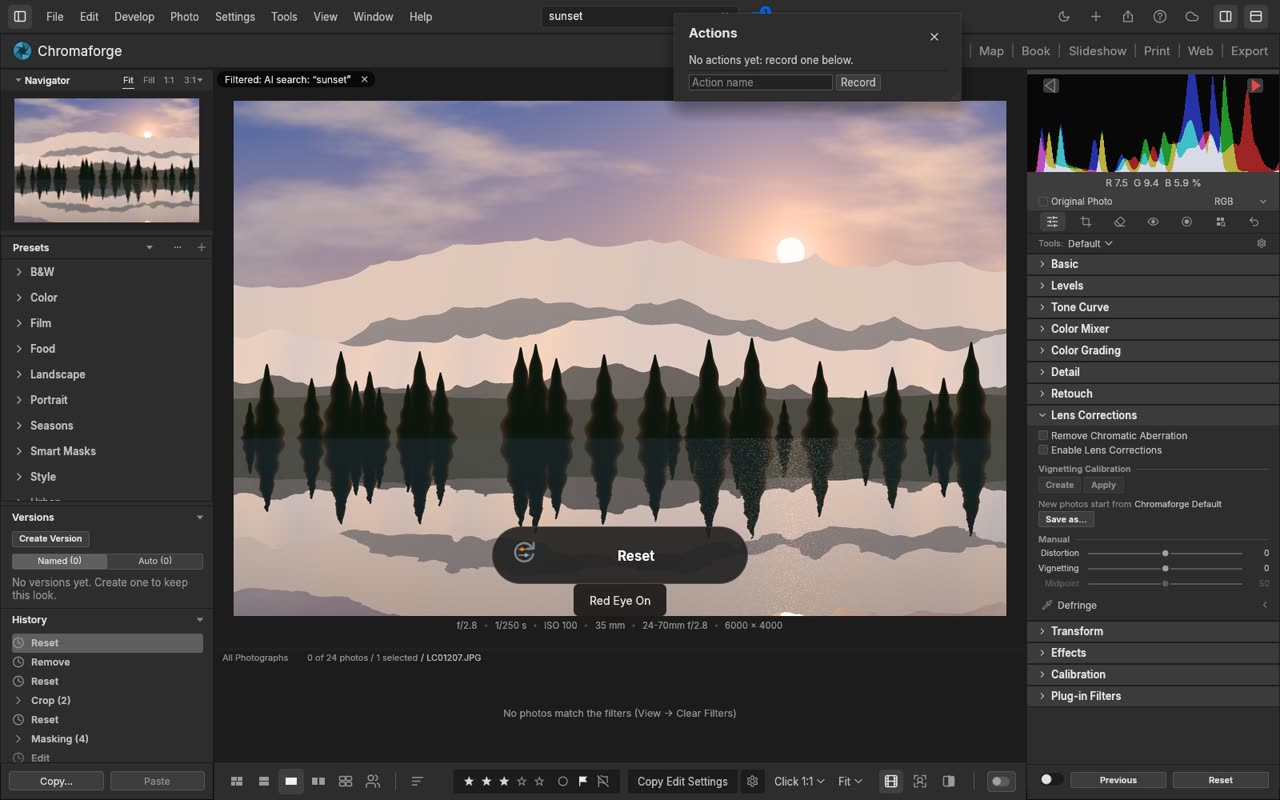 File Edit Develop Photo Settings Tools View Window Help
sunset
Chromaforge
Map Book Slideshow Print Web Export
Actions
No actions yet: record one below.
Action name Record
Navigator Fit Fill 1:1 3:1
Filtered: AI search: “sunset”
Presets
B&W
Color
Film
Food
Landscape
Portrait
Seasons
Smart Masks
Style
Versions
Create Version
Named (0) Auto (0)
No versions yet. Create one to keep
this look.
History
Reset
Remove
Reset
Crop (2)
Reset
Masking (4)
Edit
Copy... Paste
Reset
Red Eye On
f/2.8 • 1/250 s • ISO 100 • 35 mm • 24-70mm f/2.8 • 6000 × 4000
All Photographs 0 of 24 photos / 1 selected / LC01207.JPG
No photos match the filters (View → Clear Filters)
Copy Edit Settings Click 1:1 Fit
R 7.5 G 9.4 B 5.9 %
Original Photo RGB
Tools: Default
Basic
Levels
Tone Curve
Color Mixer
Color Grading
Detail
Retouch
Lens Corrections
Remove Chromatic Aberration
Enable Lens Corrections
Vignetting Calibration
Create Apply
New photos start from Chromaforge Default
Save as...
Manual
Distortion 0
Vignetting 0
Midpoint 50
Defringe
Transform
Effects
Calibration
Plug-in Filters
Previous Reset